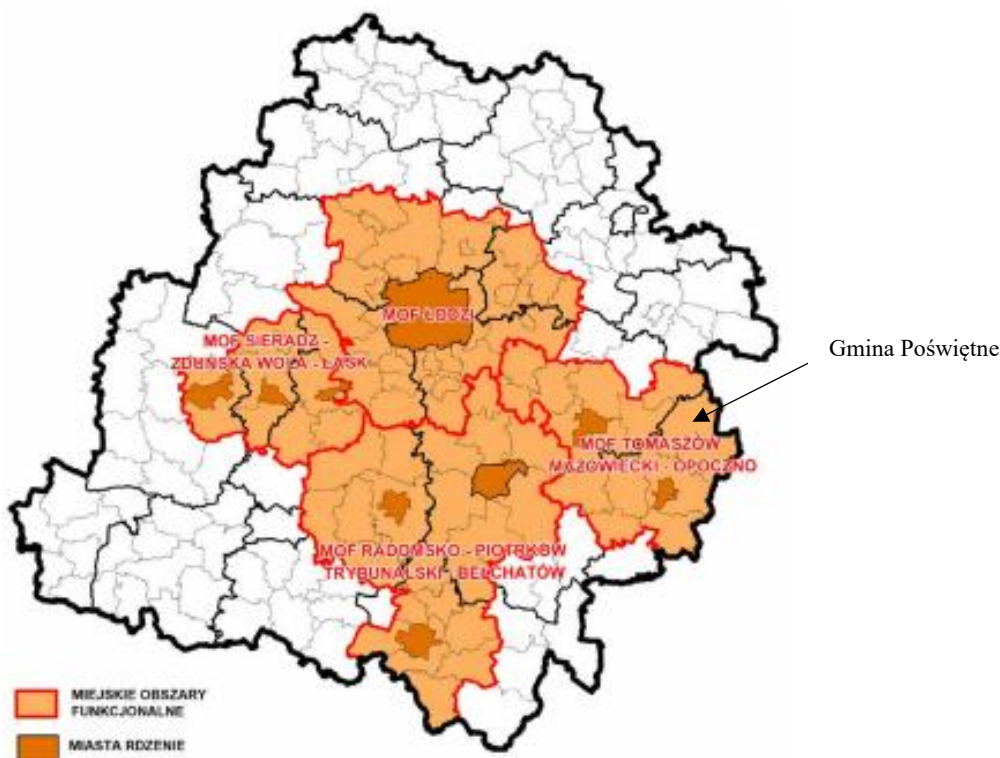 MOF ŁODZI
Gmina Poświętne
MOF SIERADZ -
ZDUŃSKA WOLA - ŁASK
MOF TOMASZÓW
MAZOWIECKI - OPOCZNO
MOF RADOMSKO - PIOTRKÓW
TRYBUNALSKI - BEŁCHATÓW
MIEJSKIE OBSZARY
FUNKCJONALNE
MIASTA RDZENIE